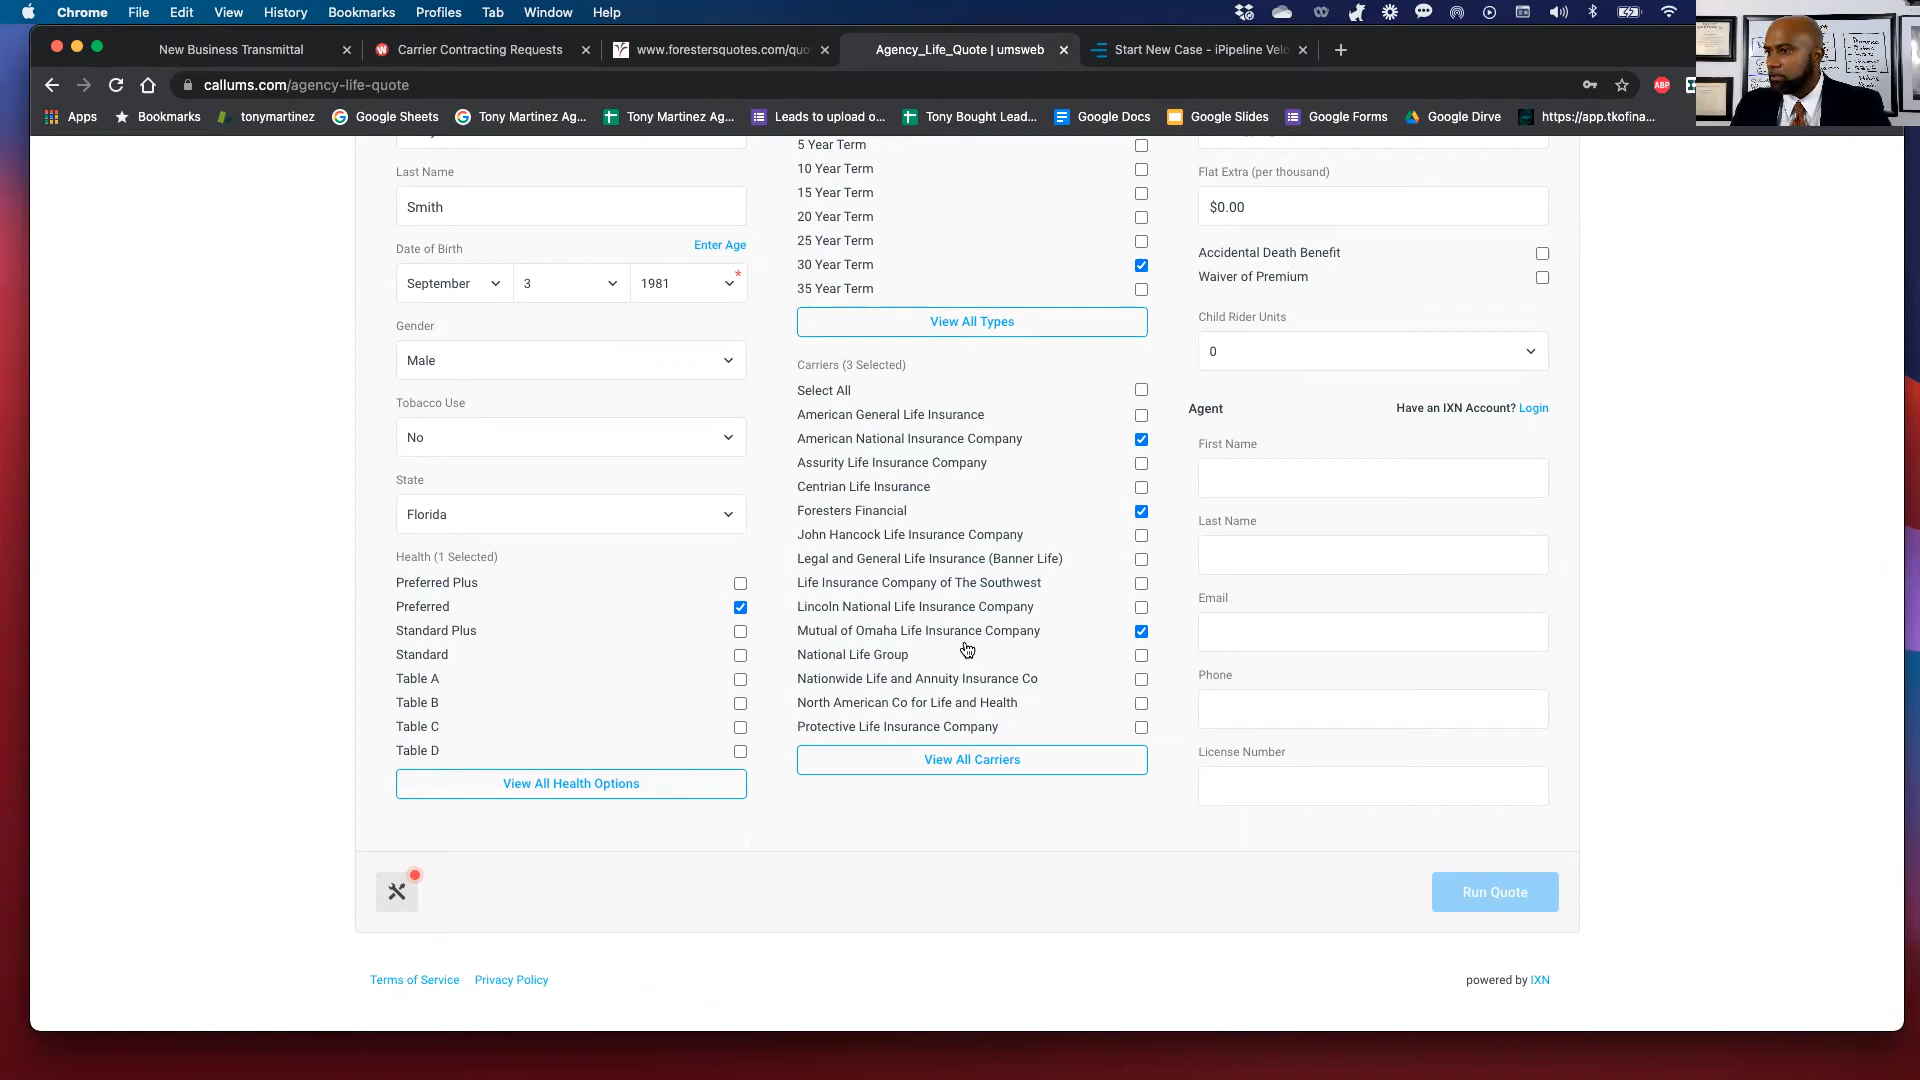 Chrome File Edit View History Bookmarks Profiles Tab Window Help
New Business Transmittal Carrier Contracting Requests www.forestersquotes.com/quo Agency_Life_Quote | umsweb Start New Case - iPipeline Velo
callums.com/agency-life-quote
ABP
Apps Bookmarks tonymartinez Google Sheets Tony Martinez Ag... Tony Martinez Ag... Leads to upload o... Tony Bought Lead... Google Docs Google Slides Google Forms Google Dirve https://app.tkofina...
Last Name
Smith
Date of Birth Enter Age
September 3 1981 *
Gender
Male
Tobacco Use
No
State
Florida
Health (1 Selected)
Preferred Plus
Preferred
Standard Plus
Standard
Table A
Table B
Table C
Table D
View All Health Options
5 Year Term
10 Year Term
15 Year Term
20 Year Term
25 Year Term
30 Year Term
35 Year Term
View All Types
Carriers (3 Selected)
Select All
American General Life Insurance
American National Insurance Company
Assurity Life Insurance Company
Centrian Life Insurance
Foresters Financial
John Hancock Life Insurance Company
Legal and General Life Insurance (Banner Life)
Life Insurance Company of The Southwest
Lincoln National Life Insurance Company
Mutual of Omaha Life Insurance Company
National Life Group
Nationwide Life and Annuity Insurance Co
North American Co for Life and Health
Protective Life Insurance Company
View All Carriers
Flat Extra (per thousand)
$0.00
Accidental Death Benefit
Waiver of Premium
Child Rider Units
0
Agent Have an IXN Account? Login
First Name
Last Name
Email
Phone
License Number
Run Quote
Terms of Service Privacy Policy powered by IXN